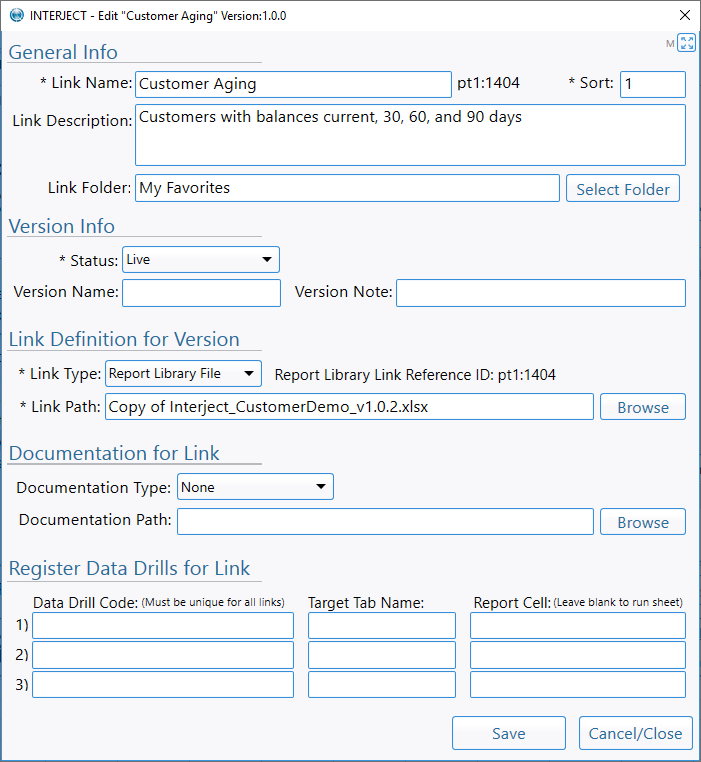 INTERJECT - Edit "Customer Aging" Version:1.0.0
General Info
M
* Link Name: Customer Aging pt1:1404 * Sort: 1
Link Description: Customers with balances current, 30, 60, and 90 days
Link Folder: My Favorites Select Folder
Version Info
* Status: Live
Version Name: Version Note:
Link Definition for Version
* Link Type: Report Library File Report Library Link Reference ID: pt1:1404
* Link Path: Copy of Interject_CustomerDemo_v1.0.2.xlsx Browse
Documentation for Link
Documentation Type: None
Documentation Path: Browse
Register Data Drills for Link
Data Drill Code: (Must be unique for all links) Target Tab Name: Report Cell: (Leave blank to run sheet)
1)
2)
3)
Save Cancel/Close